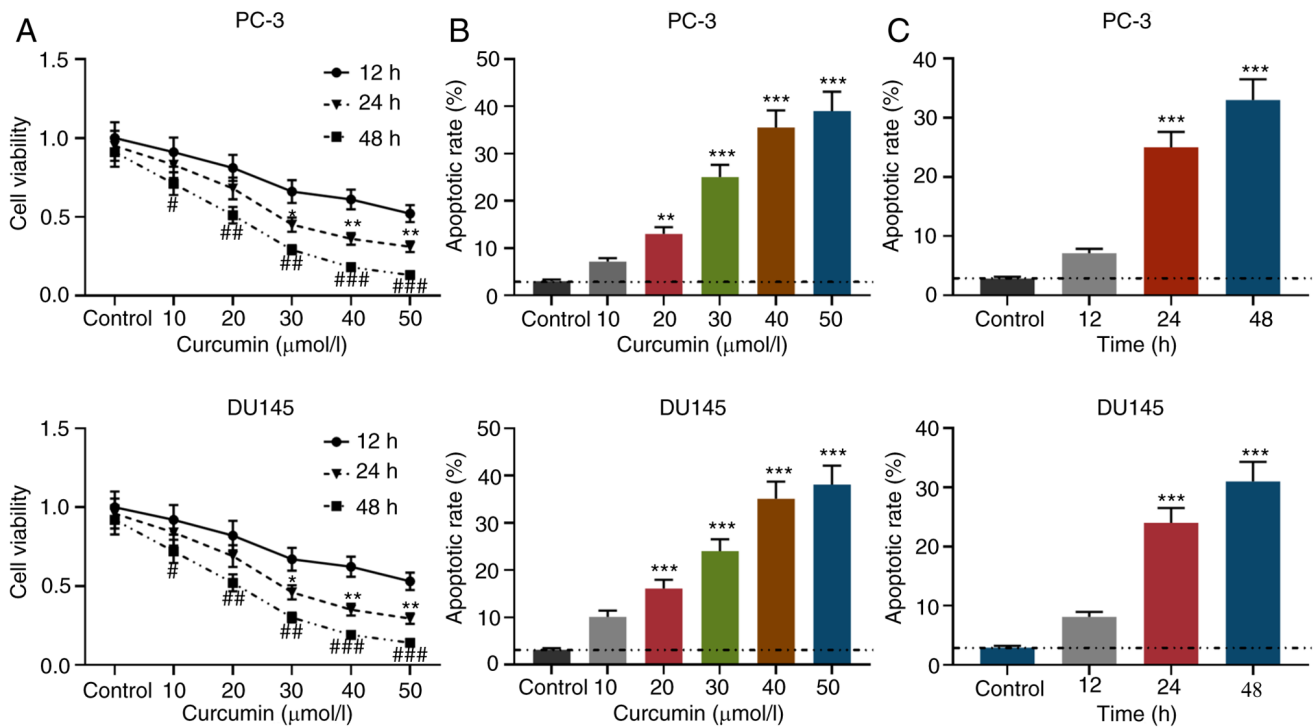 A
PC-3
1.5
1.0
0.5
0.0
Cell viability
12 h
24 h
48 h
*
**
**
#
##
##
###
###
Control 10 20 30 40 50
Curcumin (μmol/l)
B
PC-3
50
40
30
20
10
0
Apoptotic rate (%)
**
***
***
***
Control 10 20 30 40 50
Curcumin (μmol/l)
C
PC-3
40
30
20
10
0
Apoptotic rate (%)
***
***
Control 12 24 48
Time (h)
DU145
1.5
1.0
0.5
0.0
Cell viability
12 h
24 h
48 h
*
**
**
#
##
##
###
###
Control 10 20 30 40 50
Curcumin (μmol/l)
DU145
50
40
30
20
10
0
Apoptotic rate (%)
***
***
***
***
Control 10 20 30 40 50
Curcumin (μmol/l)
DU145
40
30
20
10
0
Apoptotic rate (%)
***
***
Control 12 24 48
Time (h)